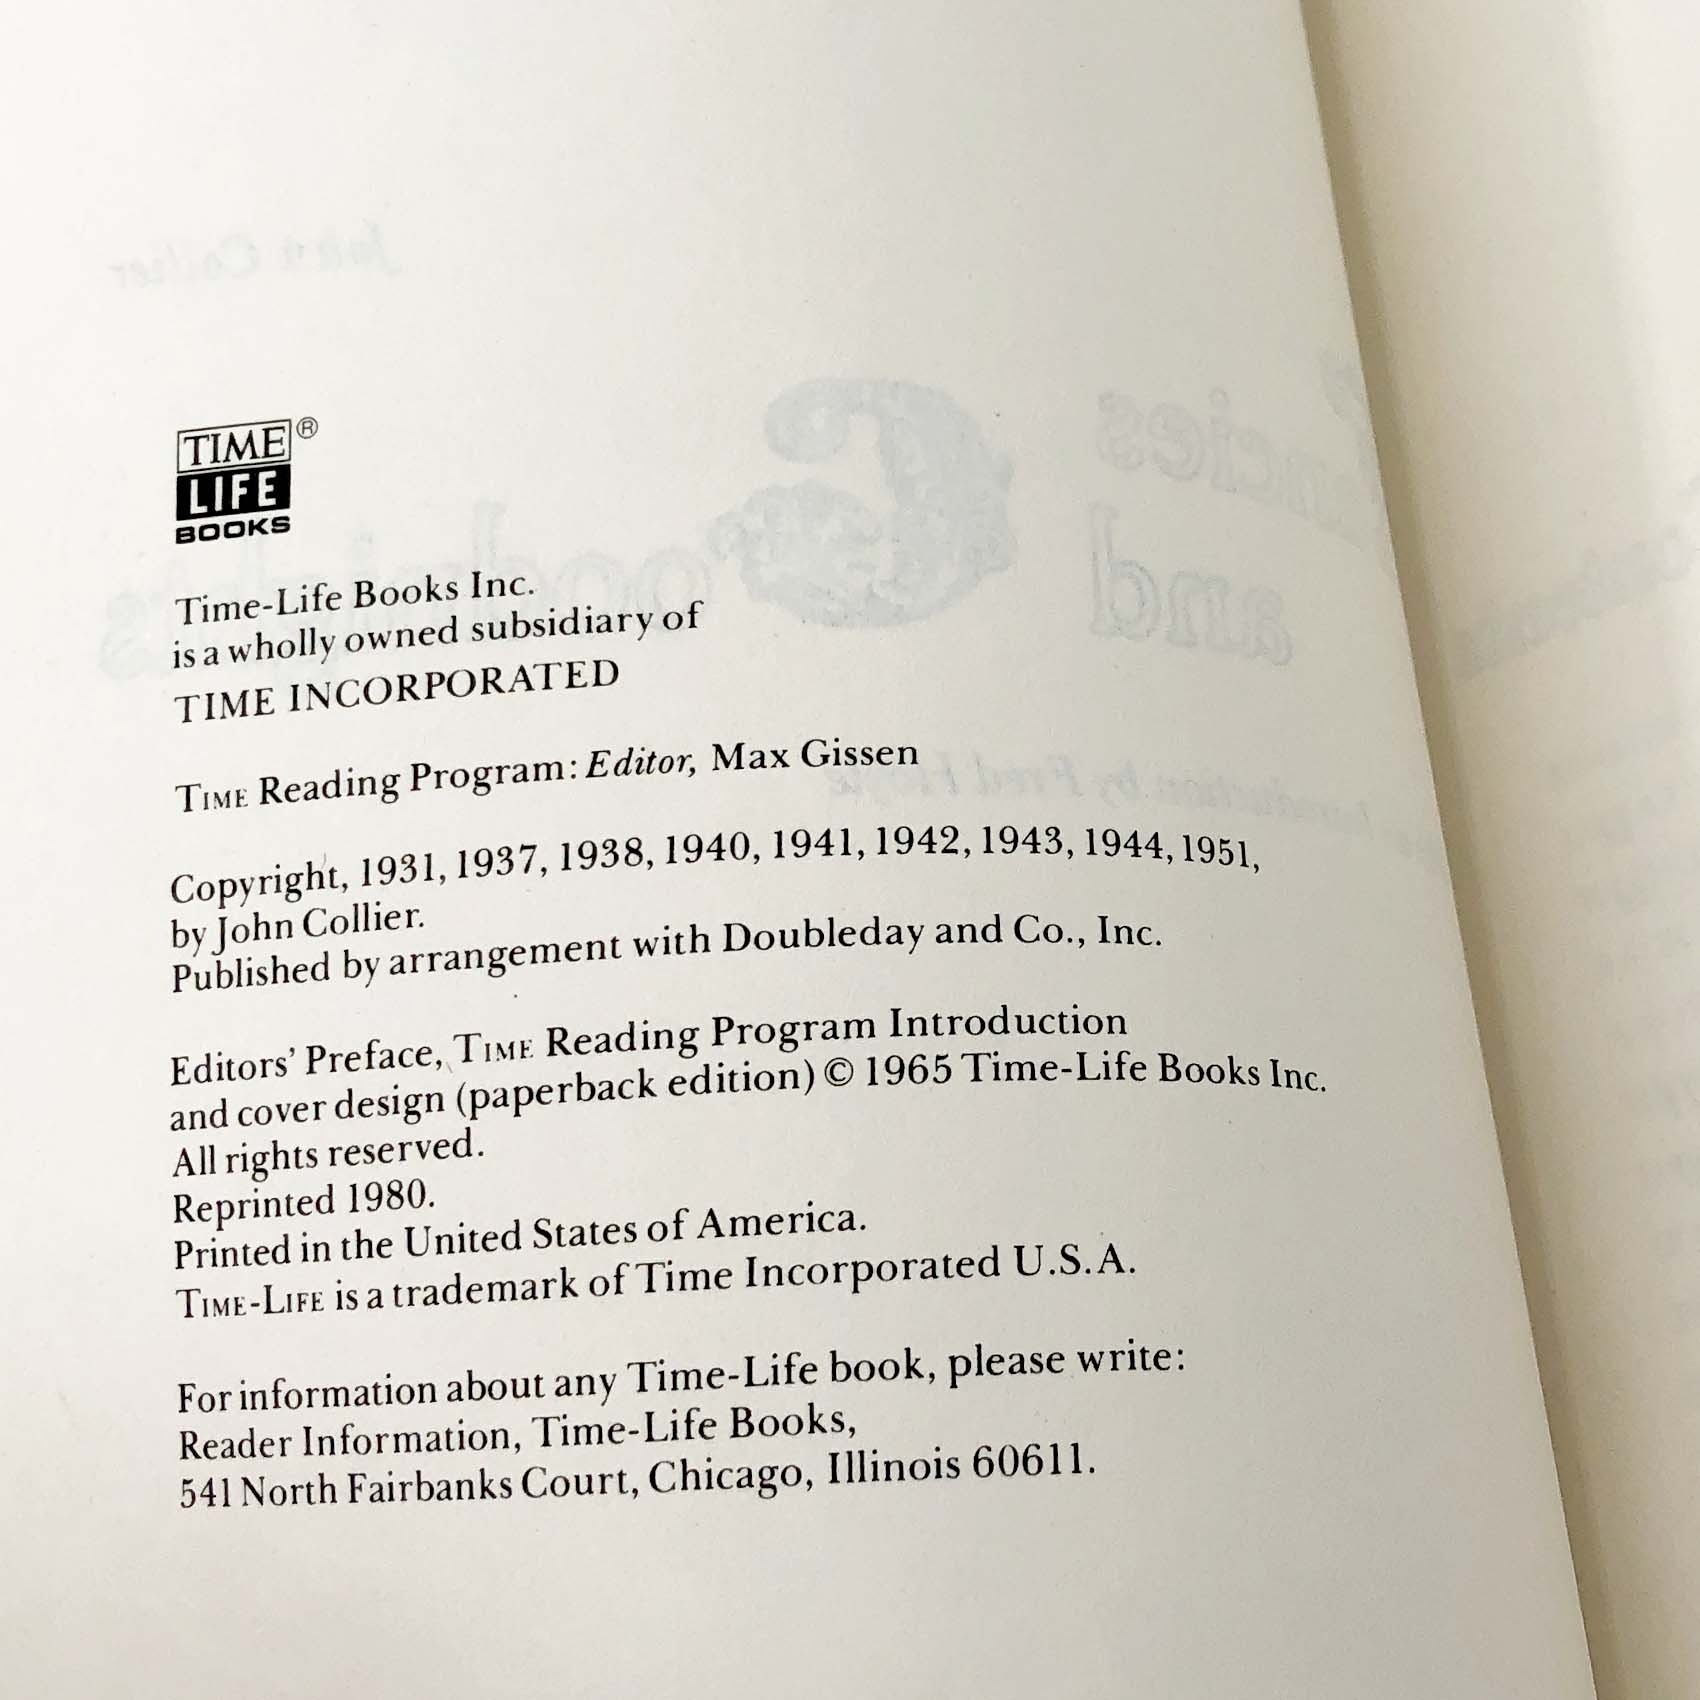 TIME ®
LIFE
BOOKS
Time-Life Books Inc.
is a wholly owned subsidiary of
TIME INCORPORATED
TIME Reading Program: Editor, Max Gissen
Copyright, 1931, 1937, 1938, 1940, 1941, 1942, 1943, 1944, 1951,
by John Collier.
Published by arrangement with Doubleday and Co., Inc.
Editors' Preface, TIME Reading Program Introduction
and cover design (paperback edition) © 1965 Time-Life Books Inc.
All rights reserved.
Reprinted 1980.
Printed in the United States of America.
TIME-LIFE is a trademark of Time Incorporated U.S.A.
For information about any Time-Life book, please write:
Reader Information, Time-Life Books,
541 North Fairbanks Court, Chicago, Illinois 60611.